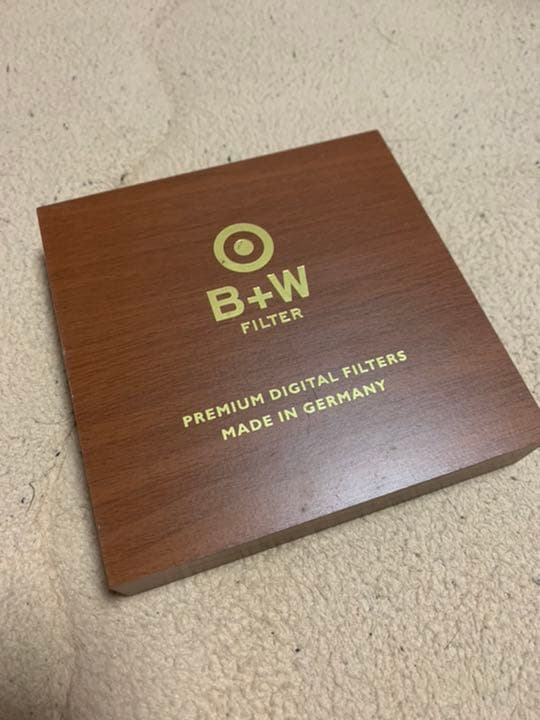 B+W
FILTER
PREMIUM DIGITAL FILTERS
MADE IN GERMANY